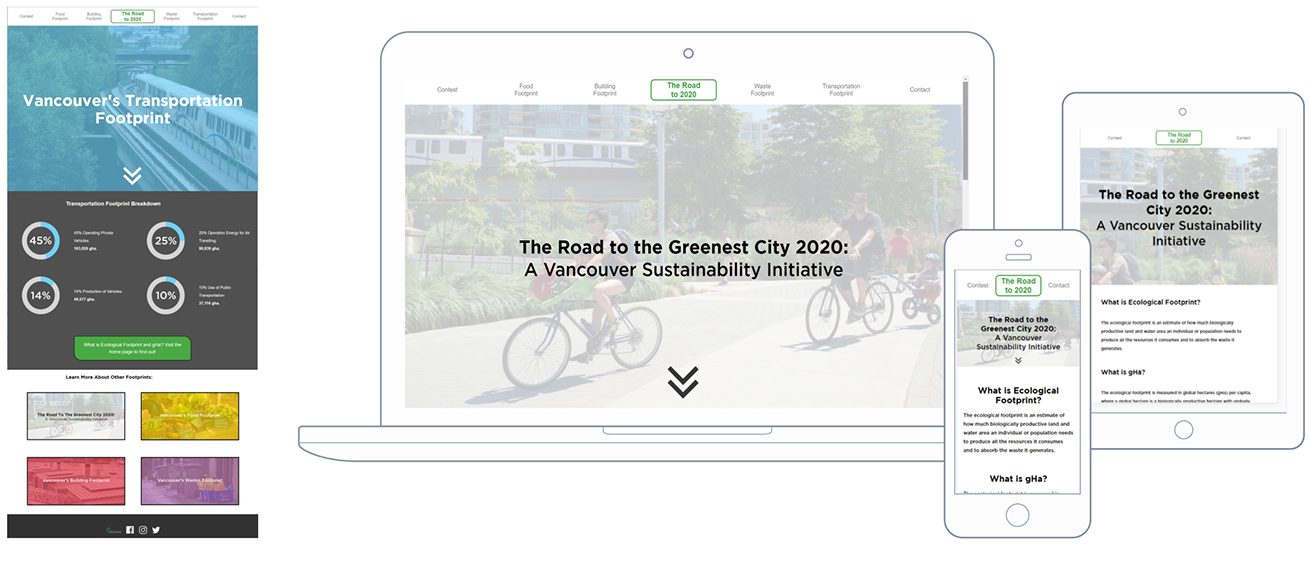 Contest
Food
Footprint
Building
Footprint
The Road
to 2020
Waste
Footprint
Transportation
Footprint
Contact
Vancouver's Transportation
Footprint
Transportation Footprint Breakdown
45%
45% Operating Private
Vehicles:
163,826 gha.
25%
25% Operation Energy for Air
Traveling:
90,839 gha.
14%
14% Production of Vehicles:
49,577 gha.
10%
10% Use of Public
Transportation:
37,118 gha.
What is Ecological Footprint and gHa? Visit the
home page to find out!
Learn More About Other Footprints:
The Road To The Greenest City 2020:
A Vancouver Sustainability Initiative
Vancouver's Food Footprint
Vancouver's Building Footprint
Vancouver's Wastes Footprint
Contest
Food
Footprint
Building
Footprint
The Road
to 2020
Waste
Footprint
Transportation
Footprint
Contact
The Road to the Greenest City 2020:
A Vancouver Sustainability Initiative
Contest
The Road
to 2020
Contact
The Road to the
Greenest City 2020:
A Vancouver
Sustainability Initiative
What is Ecological
Footprint?
The ecological footprint is an estimate of
how much biologically productive land and
water area an individual or population needs
to produce all the resources it consumes
and to absorb the waste it generates.
What is gHa?
Contest
The Road
to 2020
Contact
The Road to the Greenest
City 2020:
A Vancouver Sustainability
Initiative
What is Ecological Footprint?
The ecological footprint is an estimate of how much biologically
productive land and water area an individual or population needs to
produce all the resources it consumes and to absorb the waste it
generates.
What is gHa?
The ecological footprint is measured in global hectares (gha) per capita,
where a global hectare is a biologically productive hectare with globally